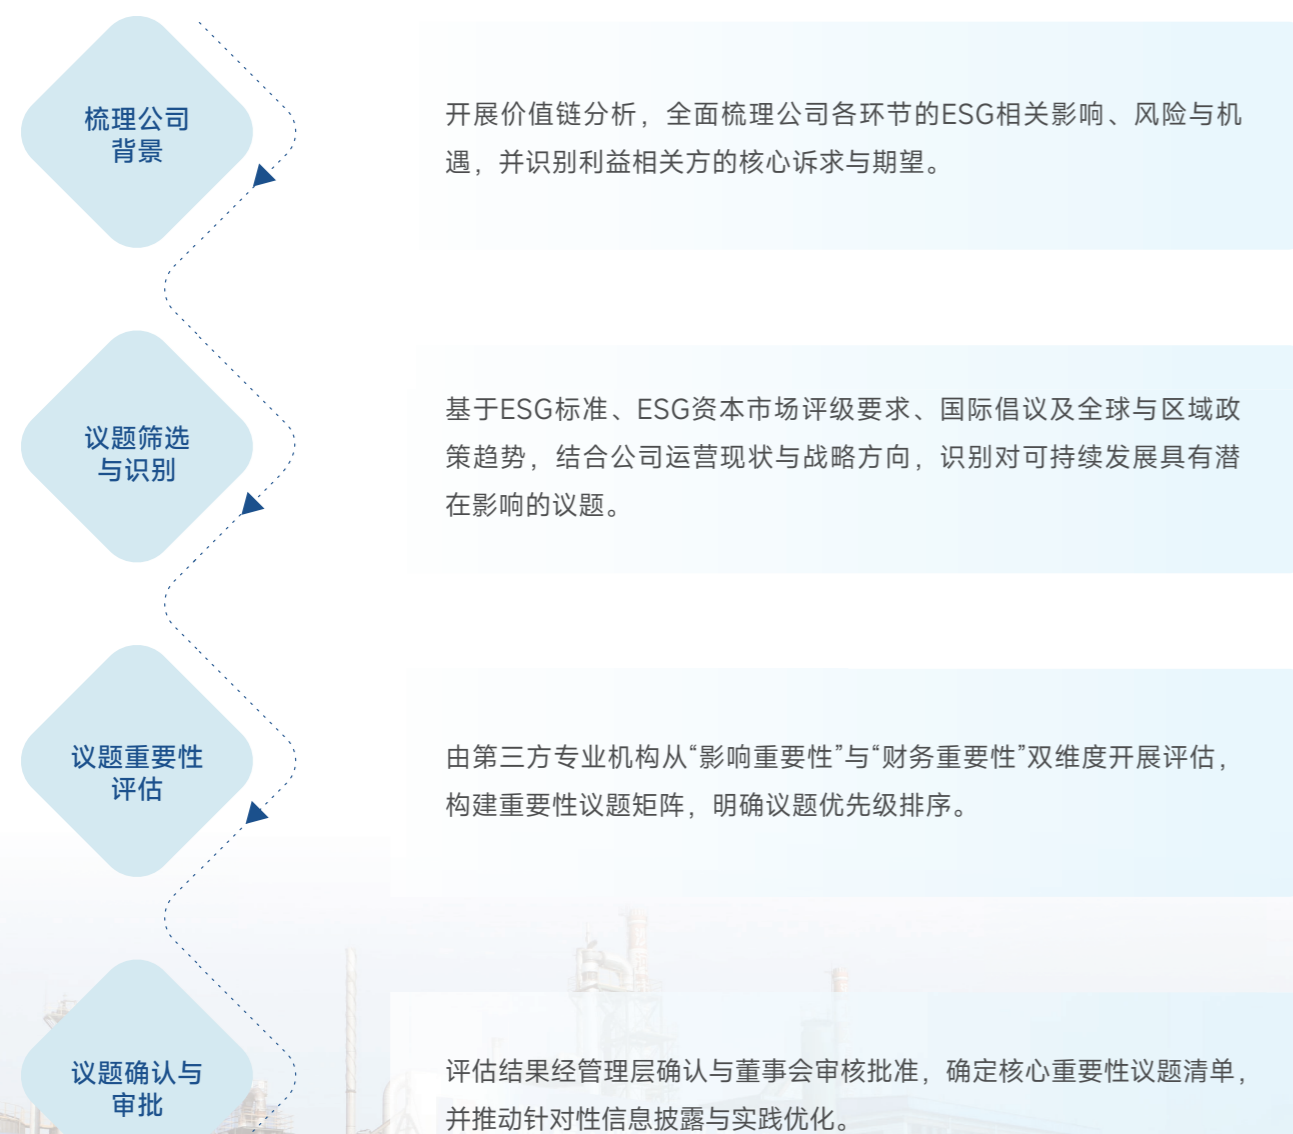 梳理公司
背景
开展价值链分析，全面梳理公司各环节的ESG相关影响、风险与机
遇，并识别利益相关方的核心诉求与期望。
议题筛选
与识别
基于ESG标准、ESG资本市场评级要求、国际倡议及全球与区域政
策趋势，结合公司运营现状与战略方向，识别对可持续发展具有潜
在影响的议题。
议题重要性
评估
由第三方专业机构从“影响重要性”与“财务重要性”双维度开展评估，
构建重要性议题矩阵，明确议题优先级排序。
议题确认与
审批
评估结果经管理层确认与董事会审核批准，确定核心重要性议题清单，
并推动针对性信息披露与实践优化。